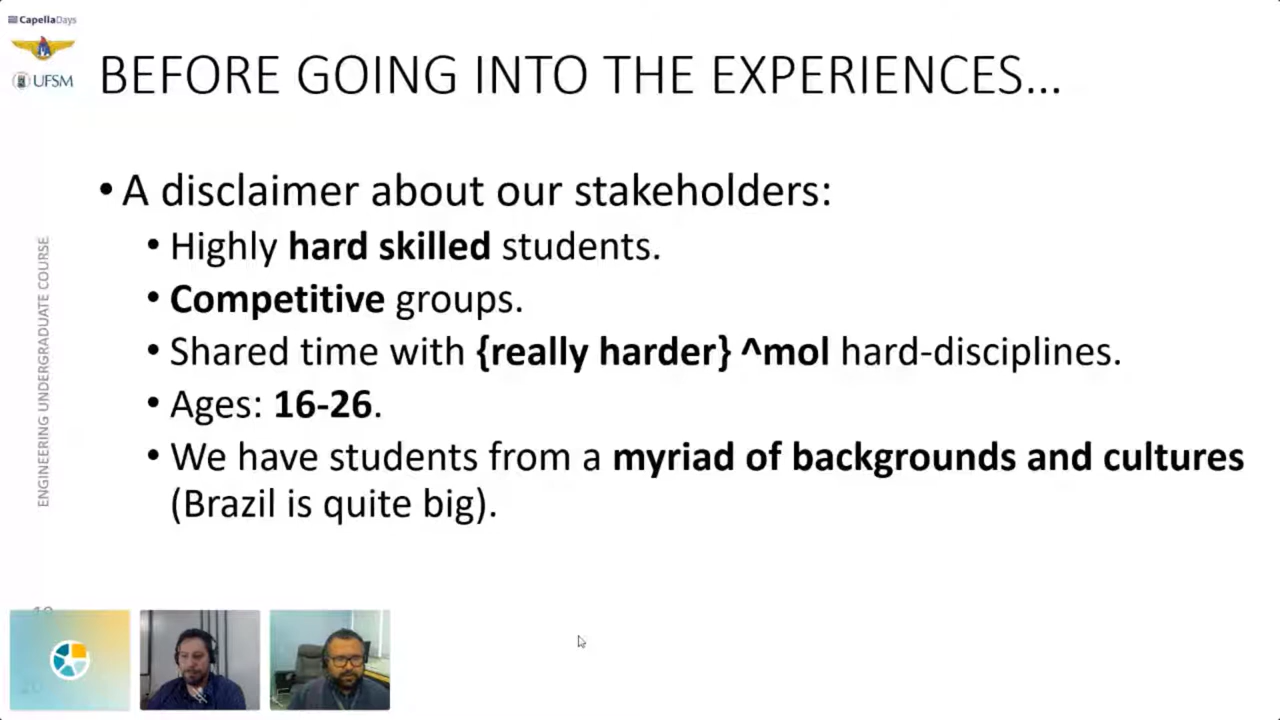 CapellaDays
UFSM
BEFORE GOING INTO THE EXPERIENCES...
ENGINEERING UNDERGRADUATE COURSE
• A disclaimer about our stakeholders:
• Highly hard skilled students.
• Competitive groups.
• Shared time with {really harder} ^mol hard-disciplines.
• Ages: 16-26.
• We have students from a myriad of backgrounds and cultures
(Brazil is quite big).